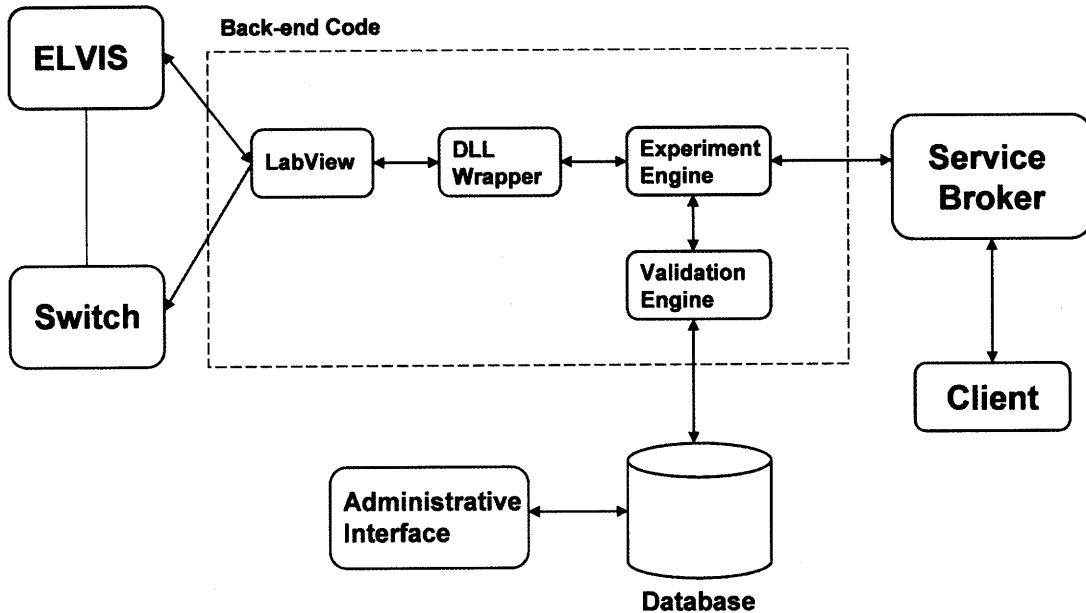 Back-end Code
ELVIS
LabView
DLL
Wrapper
Experiment
Engine
Service
Broker
Validation
Engine
Switch
Client
Administrative
Interface
Database